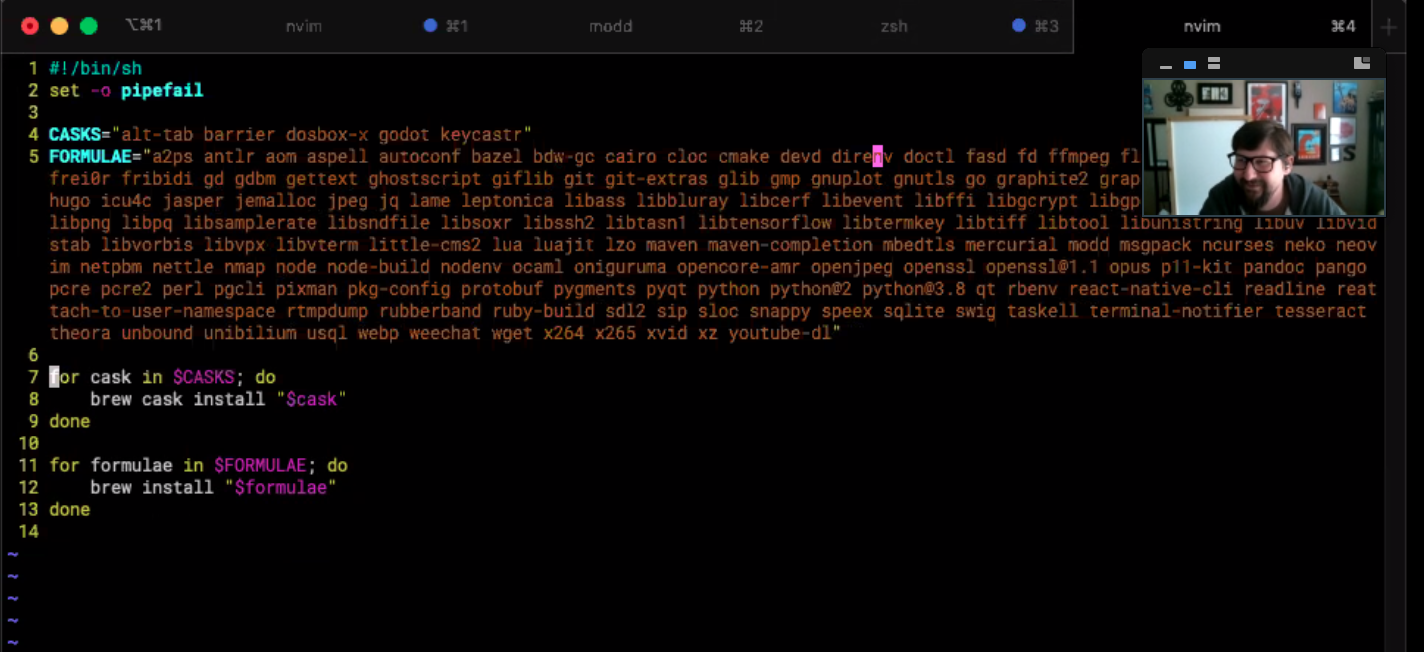 ⌥⌘1 nvim ⌘1 modd ⌘2 zsh ⌘3 nvim ⌘4 +
1 #!/bin/sh
2 set -o pipefail
3
4 CASKS="alt-tab barrier dosbox-x godot keycastr"
5 FORMULAE="a2ps antlr aom aspell autoconf bazel bdw-gc cairo cloc cmake devd direnv doctl fasd fd ffmpeg fl
frei0r fribidi gd gdbm gettext ghostscript giflib git git-extras glib gmp gnuplot gnutls go graphite2 grap
hugo icu4c jasper jemalloc jpeg jq lame leptonica libass libbluray libcerf libevent libffi libgcrypt libgp
libpng libpq libsamplerate libsndfile libsoxr libssh2 libtasn1 libtensorflow libtermkey libtiff libtool libunistring libuv libvid
stab libvorbis libvpx libvterm little-cms2 lua luajit lzo maven maven-completion mbedtls mercurial modd msgpack ncurses neko neov
im netpbm nettle nmap node node-build nodenv ocaml oniguruma opencore-amr openjpeg openssl openssl@1.1 opus p11-kit pandoc pango
pcre pcre2 perl pgcli pixman pkg-config protobuf pygments pyqt python python@2 python@3.8 qt rbenv react-native-cli readline reat
tach-to-user-namespace rtmpdump rubberband ruby-build sdl2 sip sloc snappy speex sqlite swig taskell terminal-notifier tesseract
theora unbound unibilium usql webp weechat wget x264 x265 xvid xz youtube-dl"
6
7 for cask in $CASKS; do
8     brew cask install "$cask"
9 done
10
11 for formulae in $FORMULAE; do
12     brew install "$formulae"
13 done
14
~
~
~
~
~